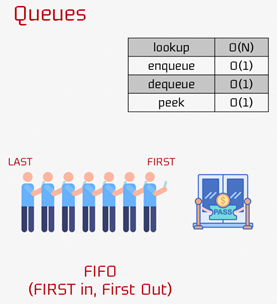 Queues
lookup O(N)
enqueue O(1)
dequeue O(1)
peek O(1)
LAST FIRST
$
PASS
FIFO
(FIRST in, First Out)